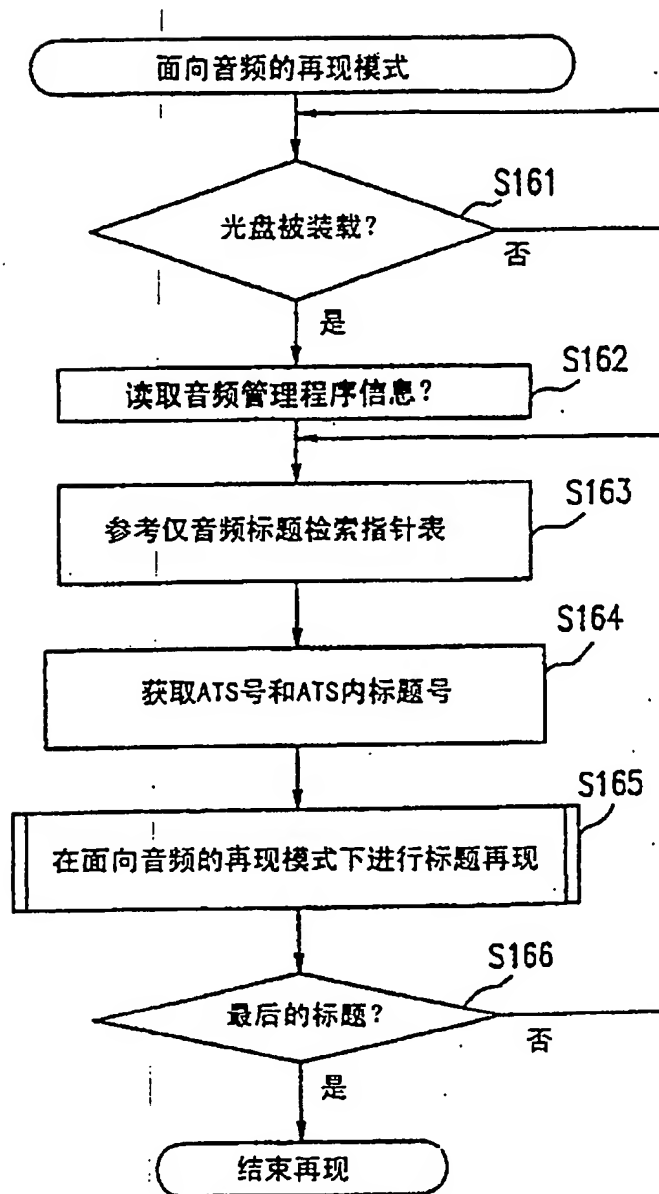 面向音频的再现模式
S161
光盘被装载?
否
是
S162
读取音频管理程序信息?
S163
参考仅音频标题检索指针表
S164
获取ATS号和ATS内标题号
S165
在面向音频的再现模式下进行标题再现
S166
最后的标题?
否
是
结束再现